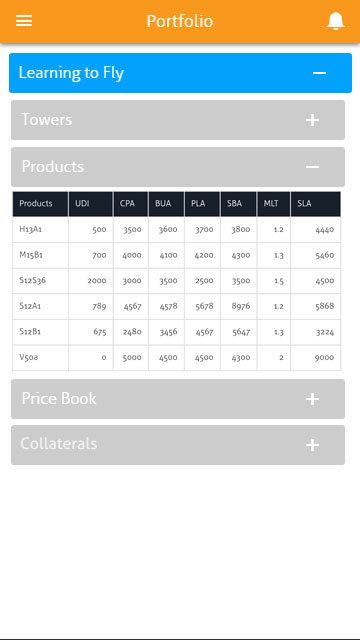 Portfolio
Learning to Fly
Towers
Products
Products UDI CPA BUA PLA SBA MLT SLA
H13A1 500 3500 3600 3700 3800 1.2 4440
M15B1 700 4000 4100 4200 4300 1.3 5460
S12S36 2000 3000 3500 2500 3500 1.5 4500
S12A1 789 4567 4578 5678 8976 1.2 5868
S12B1 675 2480 3456 4567 5647 1.3 3224
V50a 0 5000 4500 4500 4300 2 9000
Price Book
Collaterals